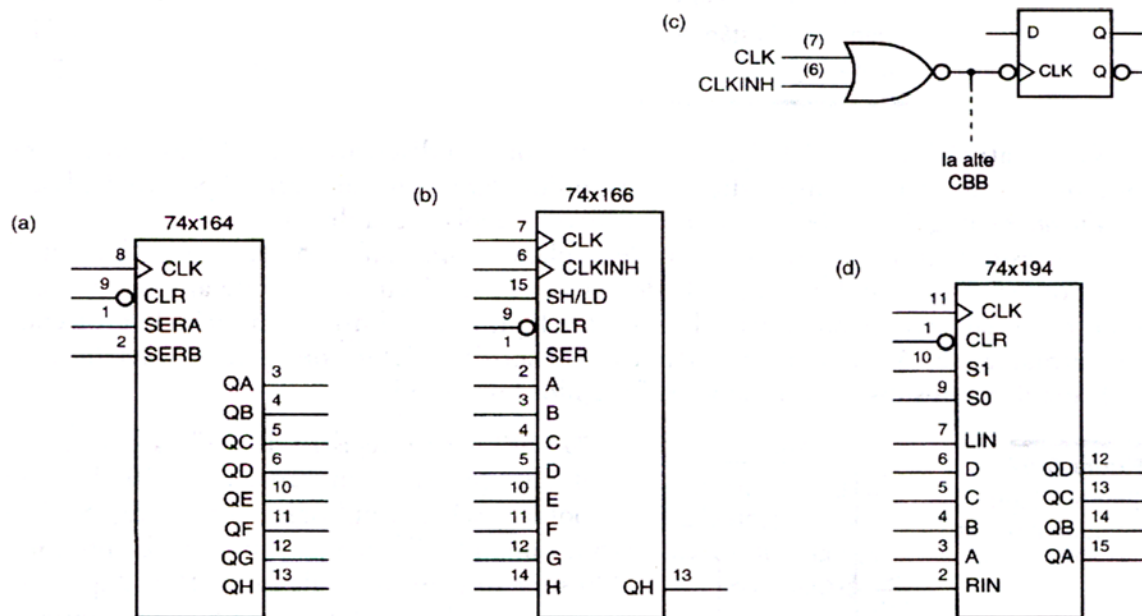 (c)
D Q
CLK (7)
CLKINH (6)
CLK Q
la alte
CBB
(a)
74x164
8 CLK
9 CLR
1 SERA
2 SERB
QA 3
QB 4
QC 5
QD 6
QE 10
QF 11
QG 12
QH 13
(b)
74x166
7 CLK
6 CLKINH
15 SH/LD
9 CLR
1 SER
2 A
3 B
4 C
5 D
10 E
11 F
12 G
14 H QH 13
(d)
74x194
11 CLK
1 CLR
10 S1
9 S0
7 LIN
6 D QD 12
5 C QC 13
4 B QB 14
3 A QA 15
2 RIN